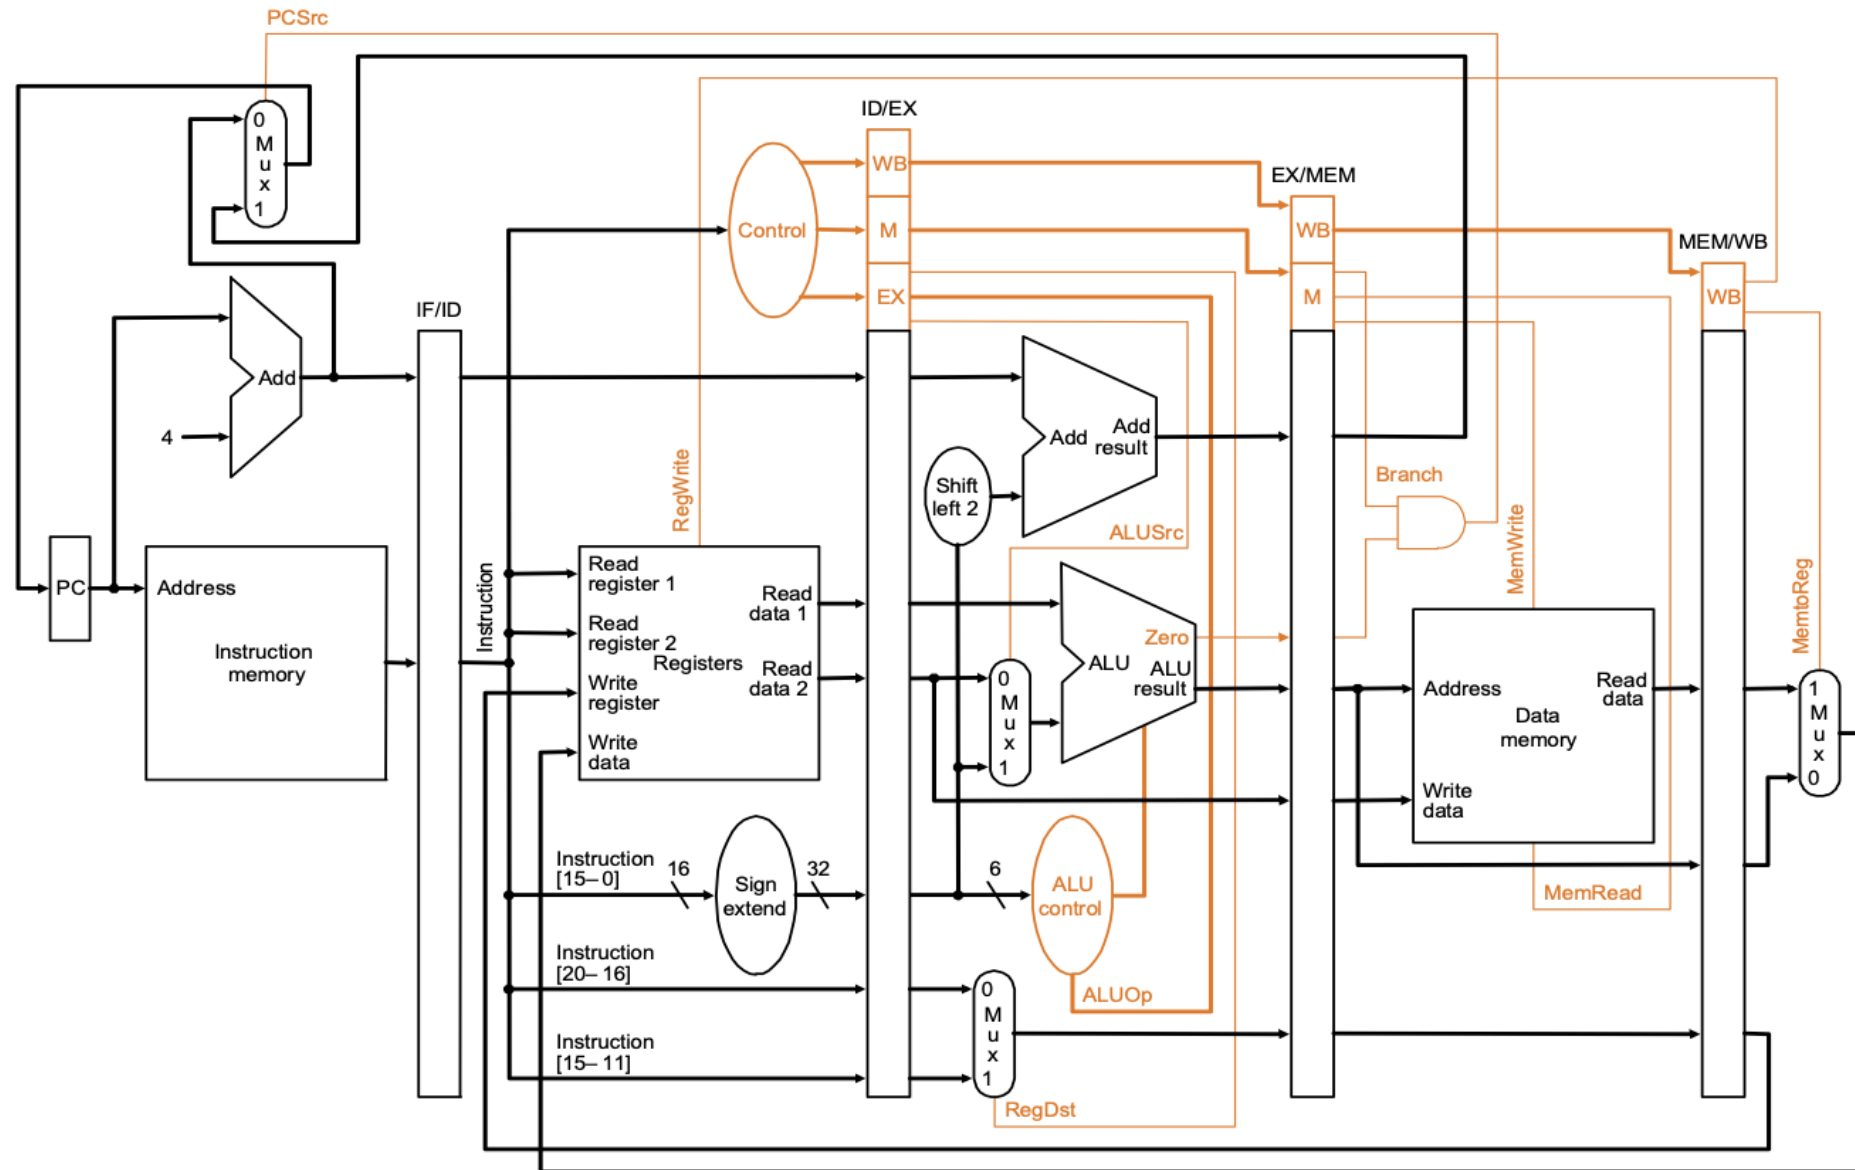 PCSrc
0
M
u
x
1
ID/EX
WB
M
EX
Control
EX/MEM
WB
M
MEM/WB
WB
IF/ID
Add
4
Add
Add
result
Shift
left 2
RegWrite
ALUSrc
Branch
MemWrite
MemtoReg
PC
Address
Instruction
memory
Instruction
Read
register 1
Read
register 2
Registers
Write
register
Write
data
Read
data 1
Read
data 2
0
M
u
x
1
Zero
ALU
ALU
result
Address
Read
data
Data
memory
Write
data
MemRead
1
M
u
x
0
Instruction
[15–0]
16
Sign
extend
32
6
ALU
control
Instruction
[20–16]
ALUOp
0
M
u
x
1
Instruction
[15–11]
RegDst